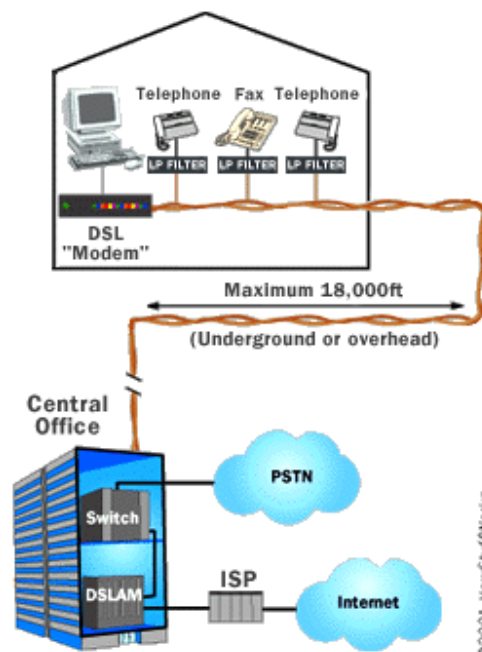 Telephone Fax Telephone
LP FILTER LP FILTER LP FILTER
DSL
"Modem"
Maximum 18,000ft
(Underground or overhead)
Central
Office
PSTN
Switch
ISP
DSLAM
Internet